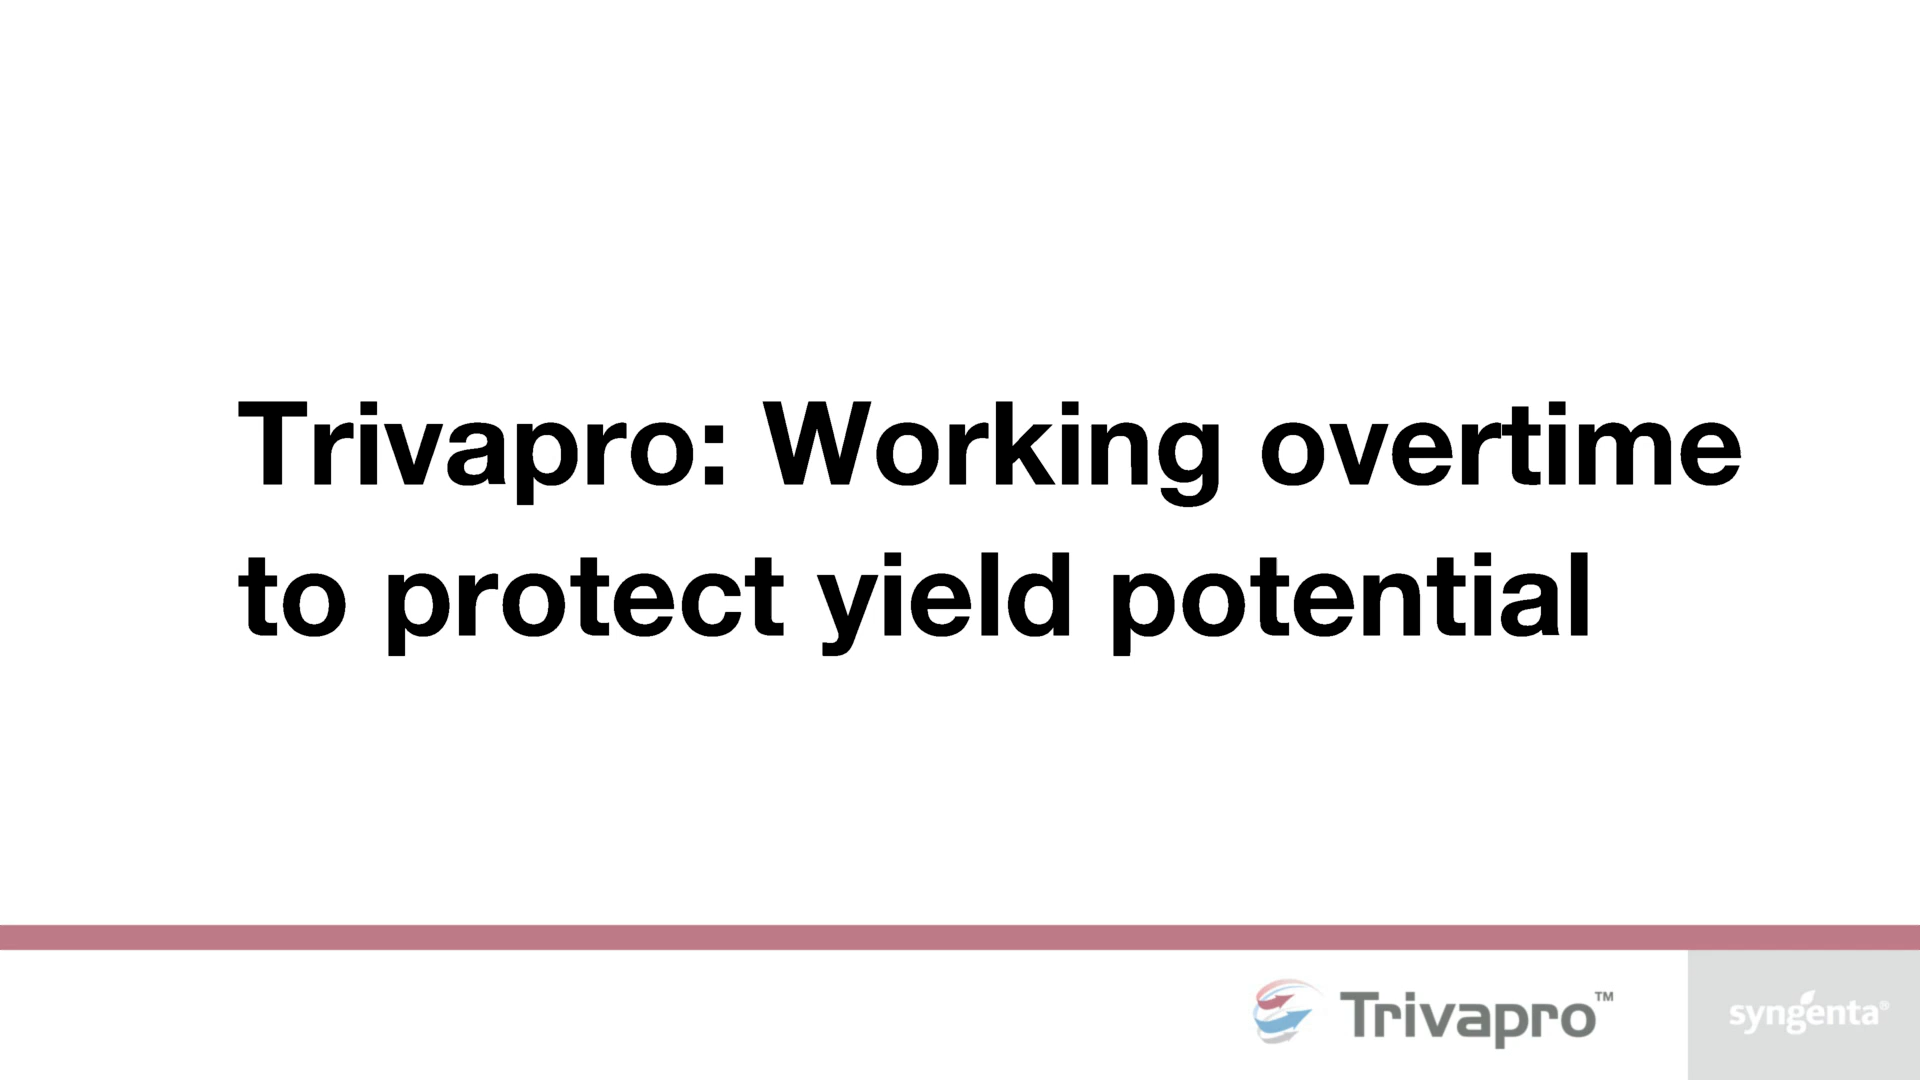 Trivapro: Working overtime
to protect yield potential
Trivapro™
syngenta®